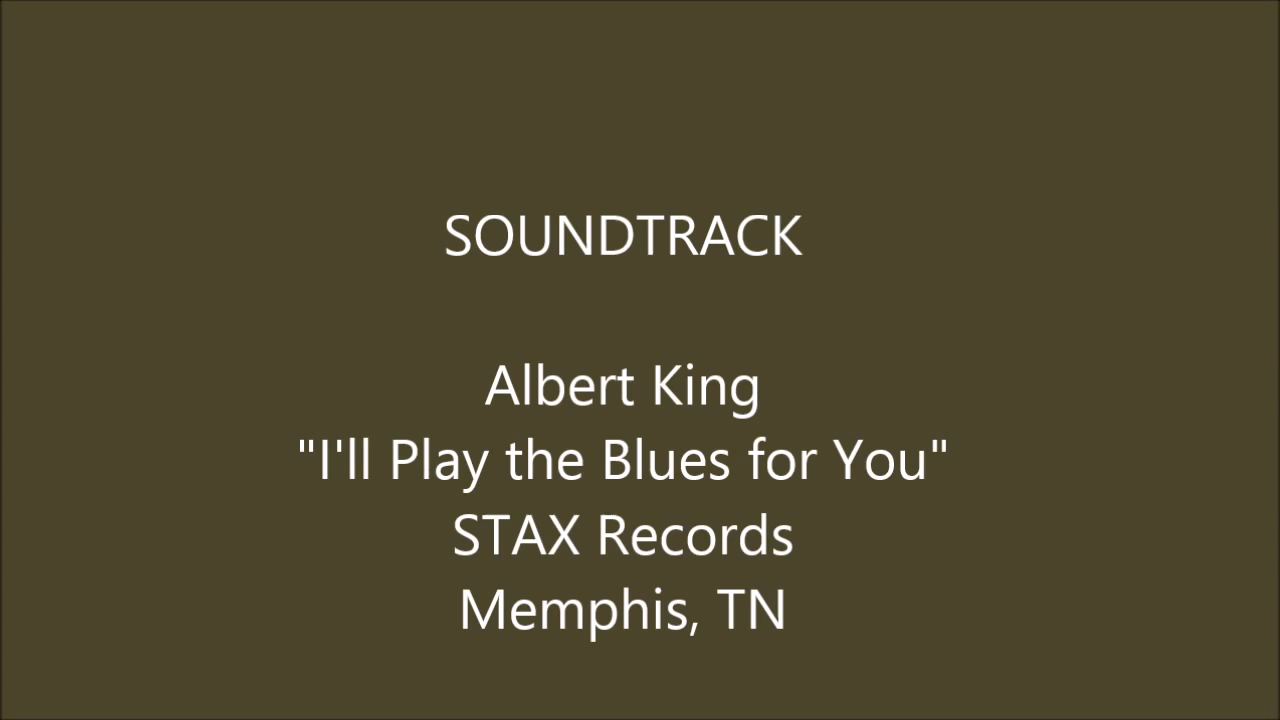 SOUNDTRACK
Albert King
"I'll Play the Blues for You"
STAX Records
Memphis, TN